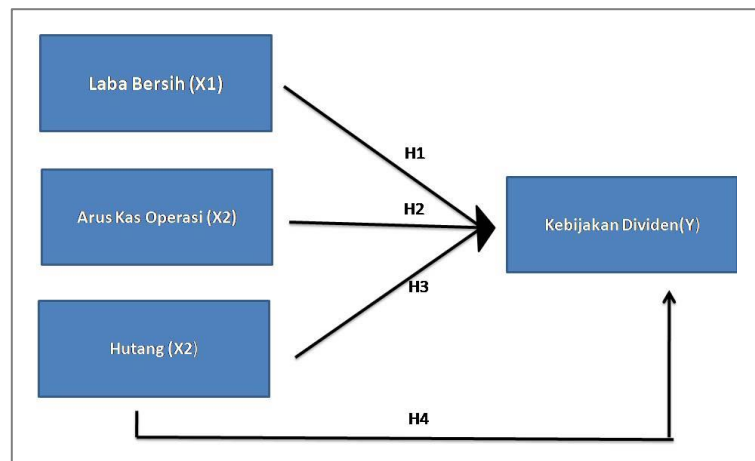 Laba Bersih (X1)
H1
Arus Kas Operasi (X2)
H2
Kebijakan Dividen(Y)
H3
Hutang (X2)
H4